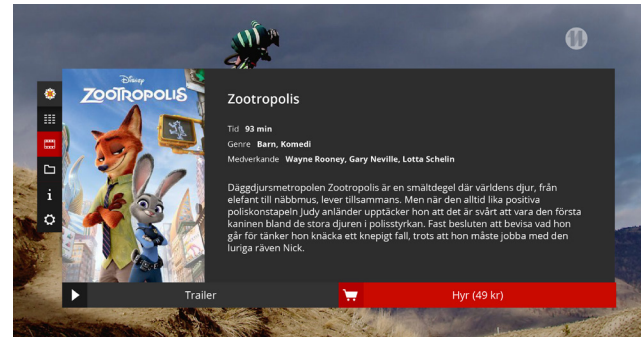 Disney
ZOOTROPOLIS
Zootropolis
Tid 93 min
Genre Barn, Komedi
Medverkande Wayne Rooney, Gary Neville, Lotta Schelin
Däggdjursmetropolen Zootropolis är en smältdegel där världens djur, från
elefant till näbbmus, lever tillsammans. Men när den alltid lika positiva
poliskonstapeln Judy anländer upptäcker hon att det är svårt att vara den första
kaninen bland de stora djuren i polisstyrkan. Fast besluten att bevisa vad hon
går för tänker hon knäcka ett knepigt fall, trots att hon måste jobba med den
luriga räven Nick.
Trailer
Hyr (49 kr)